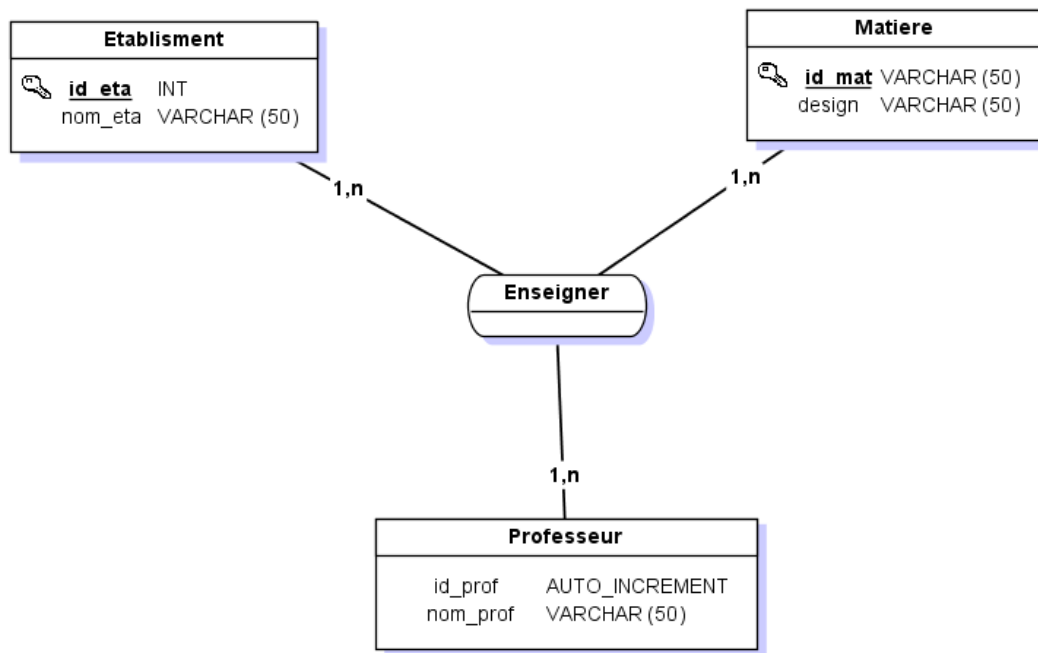 Etablisment
id_eta INT
nom_eta VARCHAR (50)
Matiere
id_mat VARCHAR (50)
design VARCHAR (50)
1,n
1,n
Enseigner
1,n
Professeur
id_prof AUTO_INCREMENT
nom_prof VARCHAR (50)